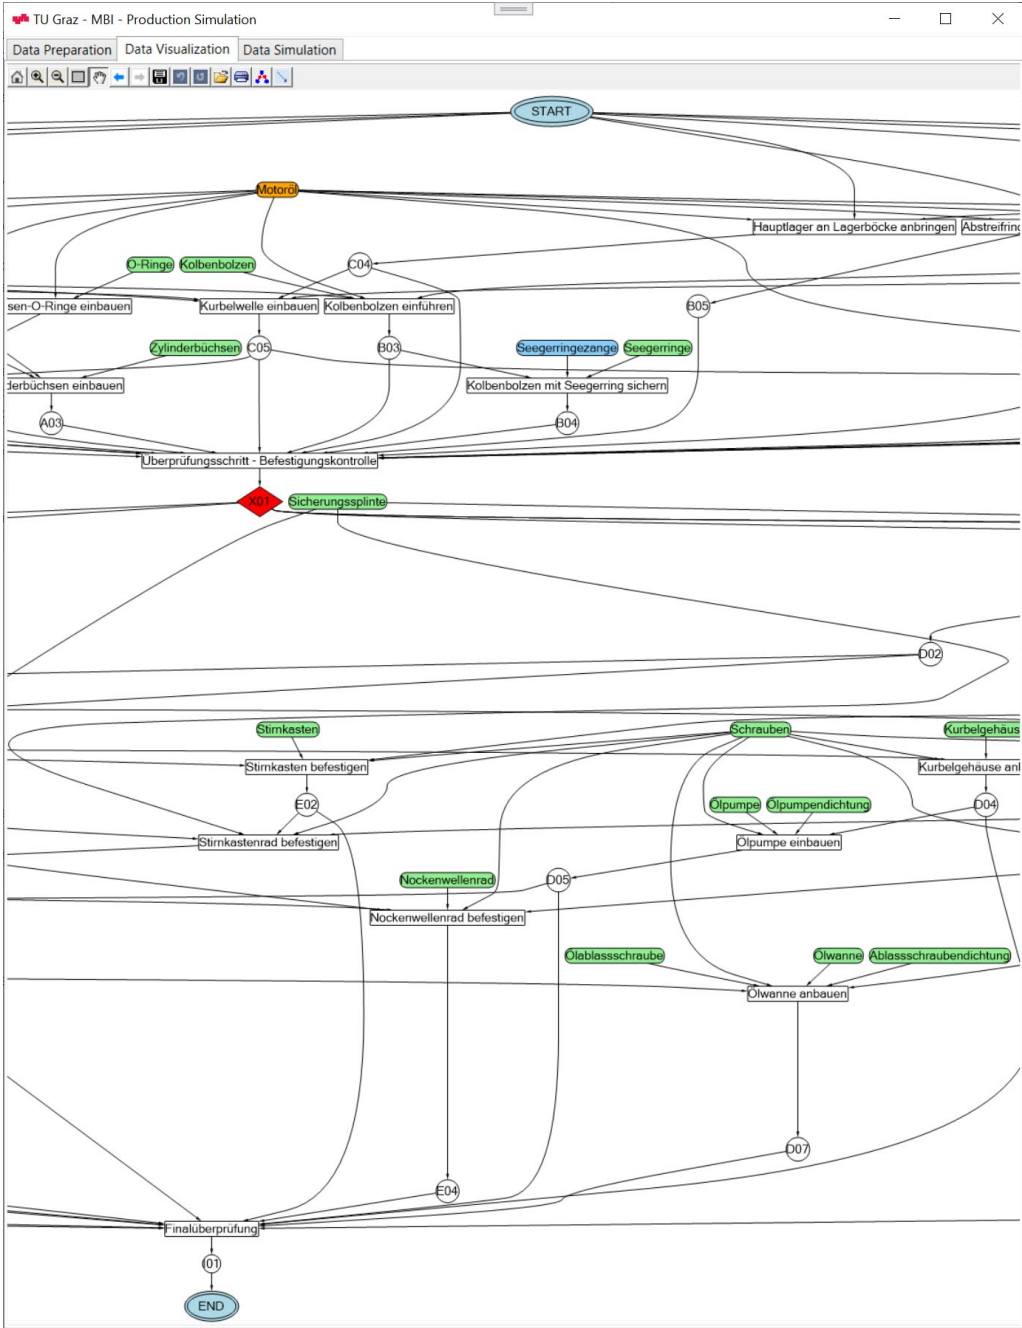 TU Graz - MBI - Production Simulation
Data Preparation
Data Visualization
Data Simulation
START
Motoröl
Hauptlager an Lagerböcke anbringen
Abstreifrin
O-Ringe
Kolbenbolzen
C04
sen-O-Ringe einbauen
Kurbelwelle einbauen
Kolbenbolzen einführen
B05
Zylinderbüchsen
C05
B03
Seegerringezange
Seegerringe
derbüchsen einbauen
Kolbenbolzen mit Seegerring sichern
A03
B04
Überprüfungsschritt - Befestigungskontrolle
X01
Sicherungssplinte
D02
Stirnkasten
Schrauben
Kurbelgehäus
Stirnkasten befestigen
Kurbelgehäuse anl
E02
Ölpumpe
Ölpumpendichtung
D04
Stirnkastenrad befestigen
Ölpumpe einbauen
Nockenwellenrad
D05
Nockenwellenrad befestigen
Ölablassschraube
Ölwanne
Ablassschraubendichtung
Ölwanne anbauen
D07
E04
Finalüberprüfung
I01
END